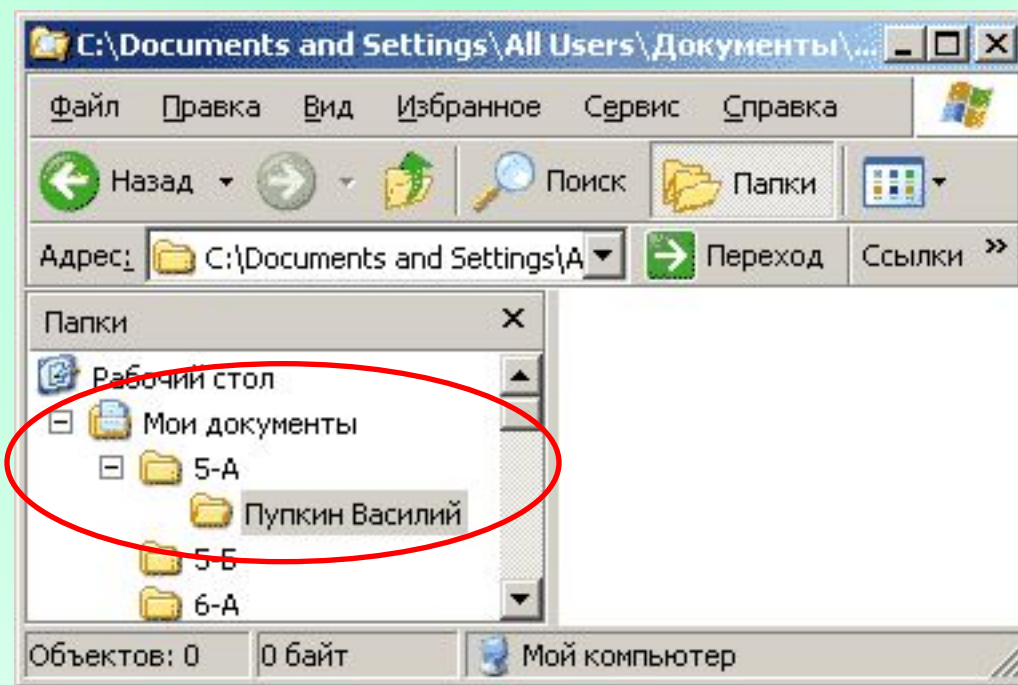 C:\Documents and Settings\All Users\Документы\...
Файл Правка Вид Избранное Сервис Справка
Назад Поиск Папки
Адрес: C:\Documents and Settings\A Переход Ссылки »
Папки
Рабочий стол
Мои документы
5-А
Пупкин Василий
5-Б
6-А
Объектов: 0 0 байт Мой компьютер